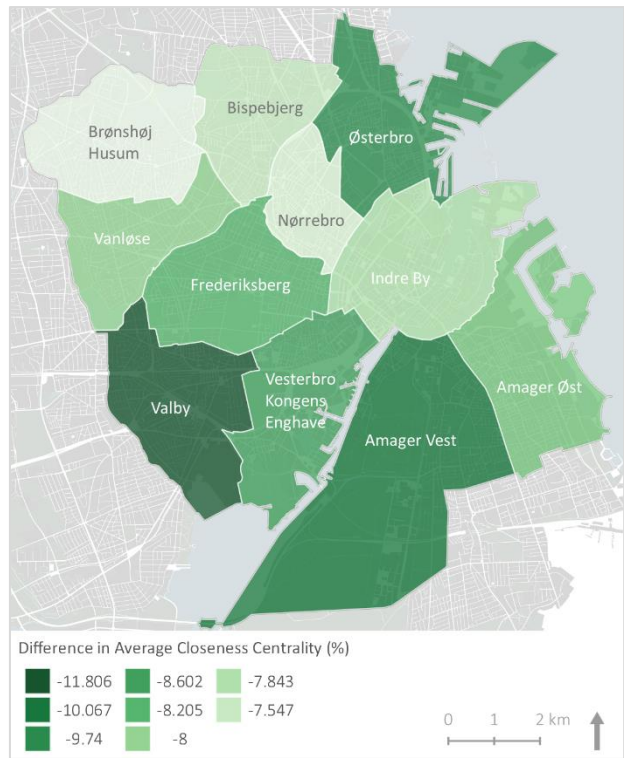 Bispebjerg
Brønshøj
Husum
Østerbro
Nørrebro
Vanløse
Indre By
Frederiksberg
Amager Øst
Vesterbro
Kongens
Enghave
Valby
Amager Vest
Difference in Average Closeness Centrality (%)
-11.806 -8.602 -7.843
-10.067 -8.205 -7.547
-9.74 -8
0 1 2 km